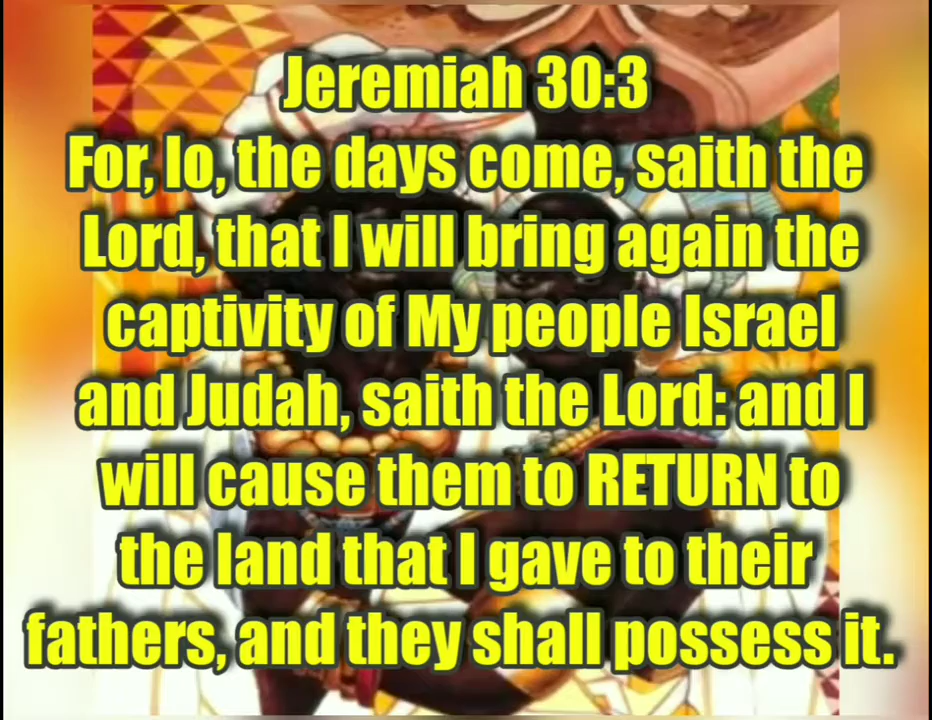 Jeremiah 30:3
For, lo, the days come, saith the
Lord, that I will bring again the
captivity of My people Israel
and Judah, saith the Lord: and I
will cause them to RETURN to
the land that I gave to their
fathers, and they shall possess it.